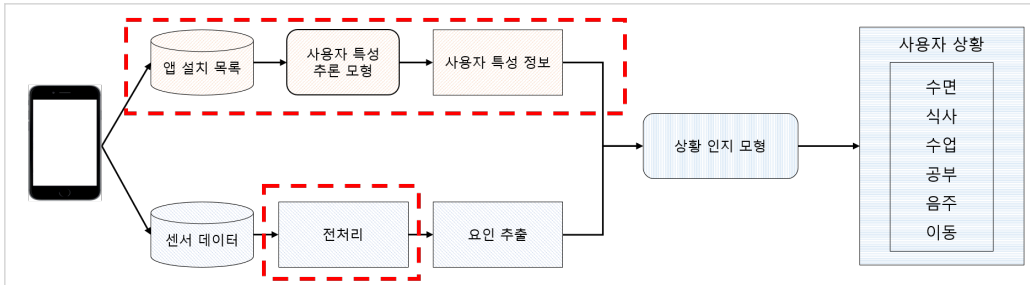 앱 설치 목록
사용자 특성
추론 모형
사용자 특성 정보
센서 데이터
전처리
요인 추출
상황 인지 모형
사용자 상황
수면
식사
수업
공부
음주
이동